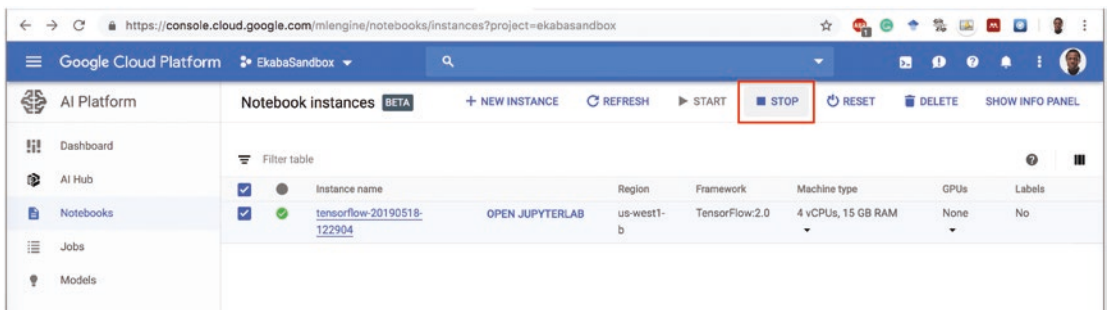 https://console.cloud.google.com/mlengine/notebooks/instances?project=ekabasandbox
1
Google Cloud Platform EkabaSandbox
AI Platform Notebook instances BETA + NEW INSTANCE REFRESH START STOP RESET DELETE SHOW INFO PANEL
Dashboard
Filter table
AI Hub
Instance name Region Framework Machine type GPUs Labels
Notebooks
tensorflow-20190518- OPEN JUPYTERLAB us-west1- TensorFlow:2.0 4 vCPUs, 15 GB RAM None No
122904 b
Jobs
Models